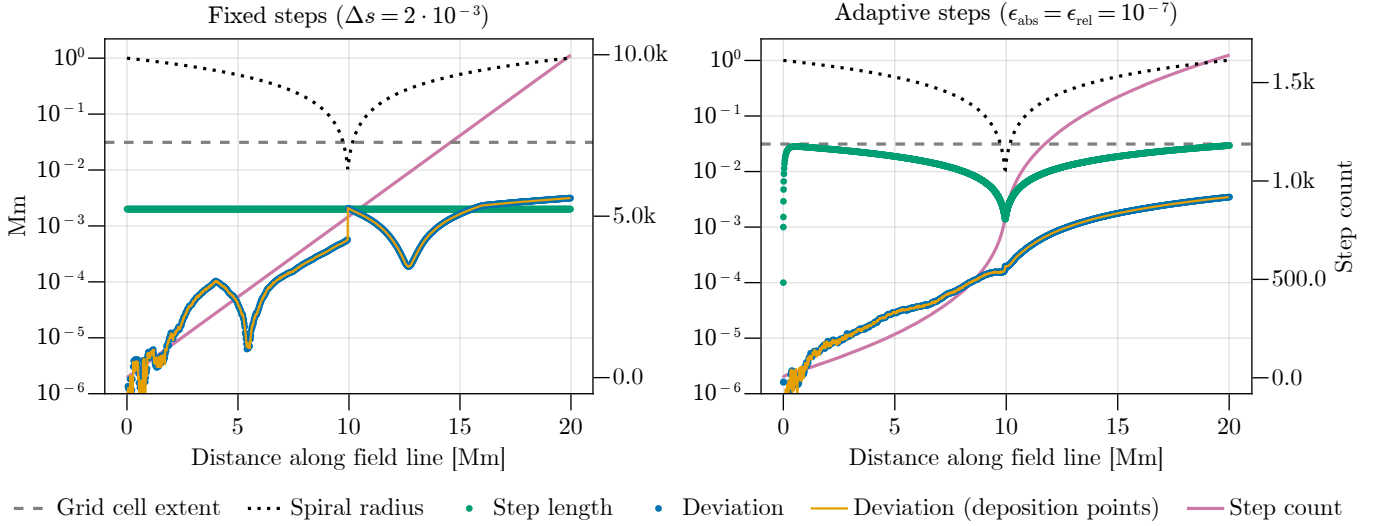 Fixed steps (Δs = 2 · 10⁻³)
Adaptive steps (ϵ_abs = ϵ_rel = 10⁻⁷)
Mm
10⁰
10⁻¹
10⁻²
10⁻³
10⁻⁴
10⁻⁵
10⁻⁶
10.0k
5.0k
0.0
0 5 10 15 20
Distance along field line [Mm]
10⁰
10⁻¹
10⁻²
10⁻³
10⁻⁴
10⁻⁵
10⁻⁶
1.5k
1.0k
500.0
0.0
Step count
0 5 10 15 20
Distance along field line [Mm]
Grid cell extent Spiral radius Step length Deviation Deviation (deposition points) Step count